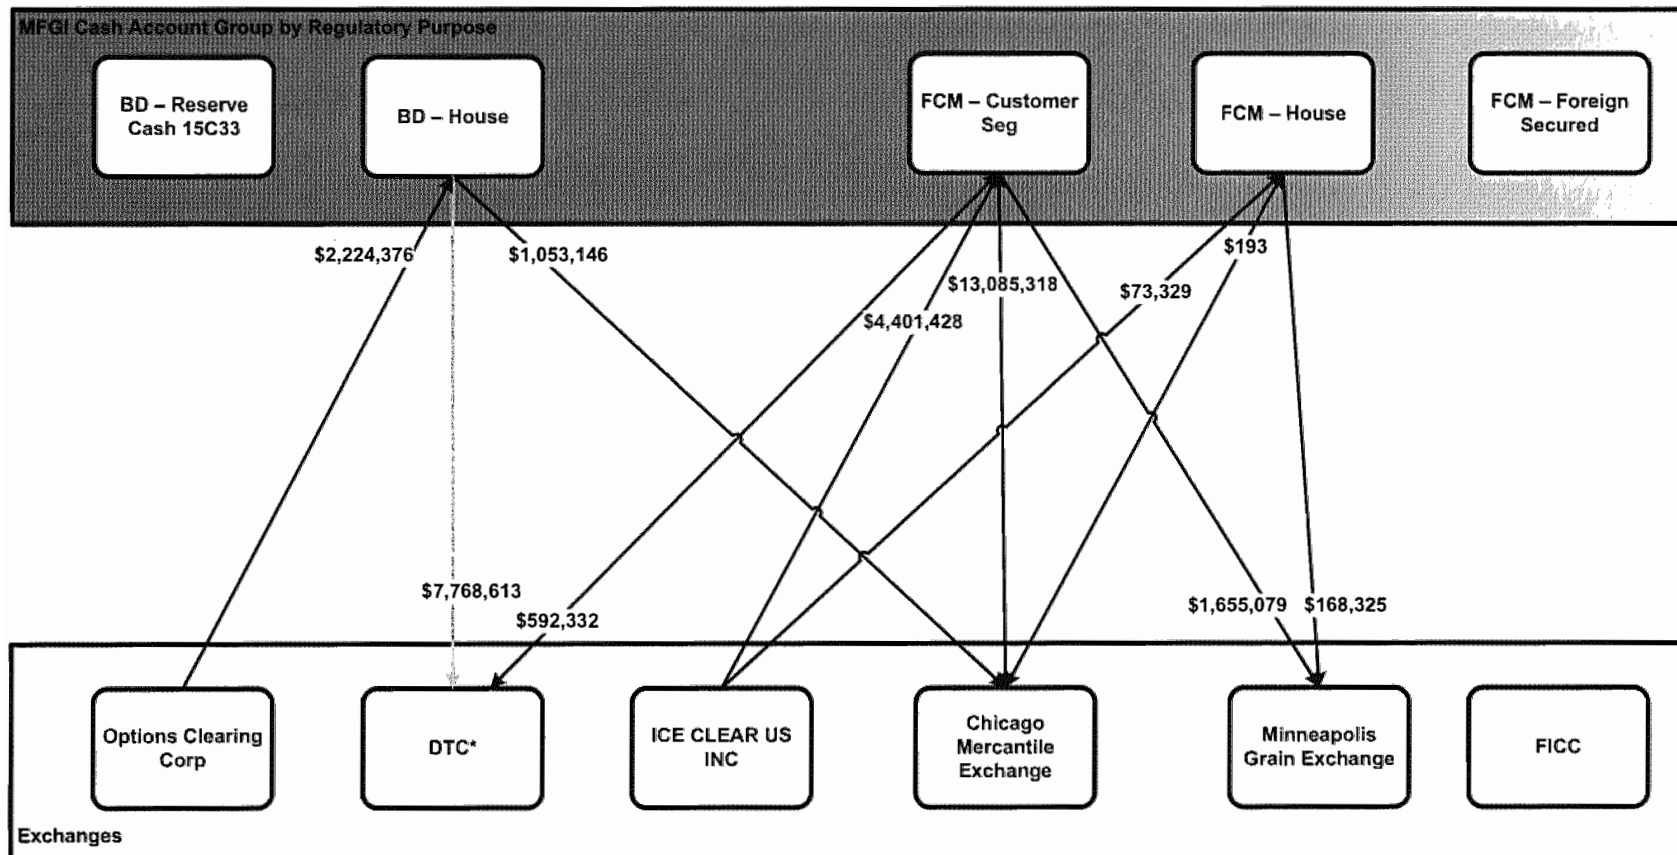 MFGI Cash Account Group by Regulatory Purpose
BD – Reserve
Cash 15C33
BD – House
FCM – Customer
Seg
FCM – House
FCM – Foreign
Secured
$2,224,376
$1,053,146
$193
$13,085,318
$73,329
$4,401,428
$7,768,613
$592,332
$1,655,079
$168,325
Options Clearing
Corp
DTC*
ICE CLEAR US
INC
Chicago
Mercantile
Exchange
Minneapolis
Grain Exchange
FICC
Exchanges